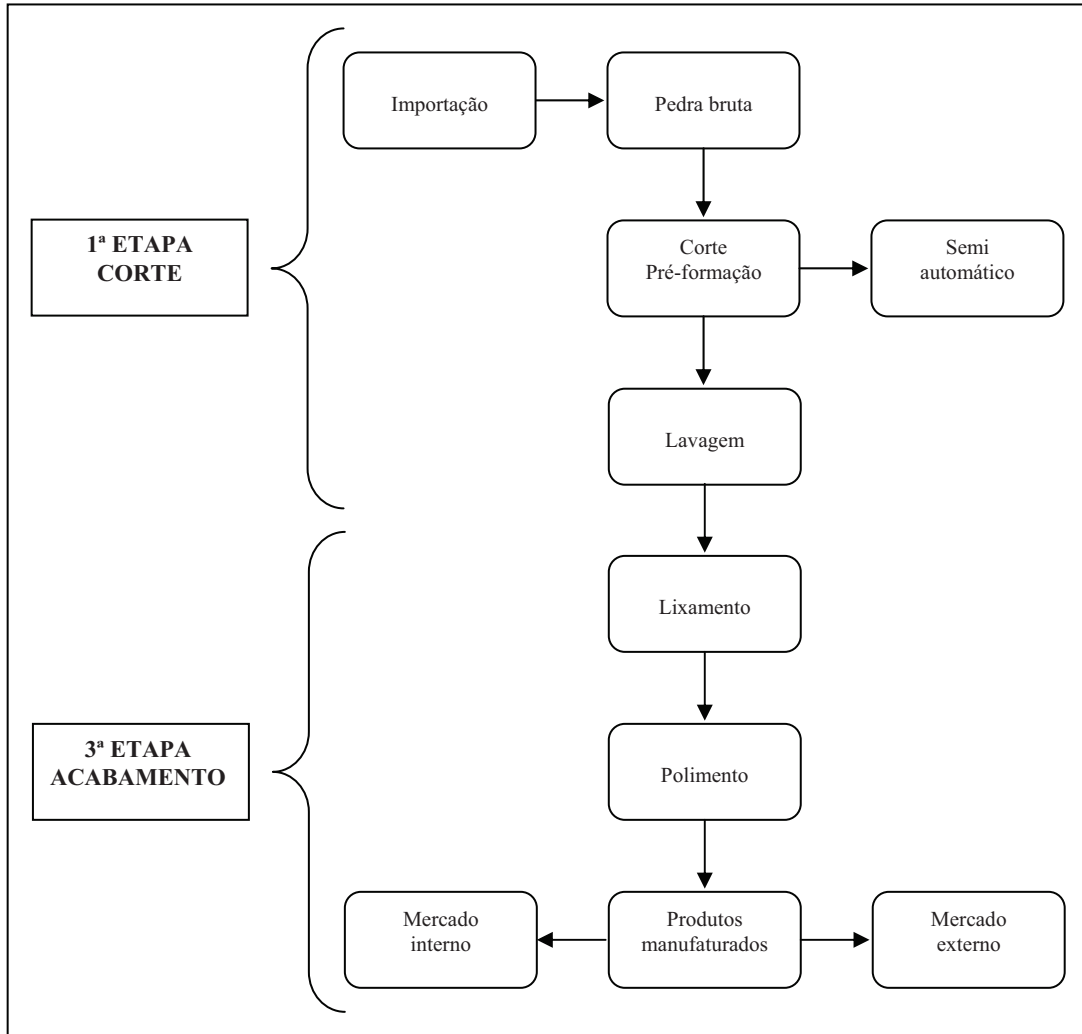 Importação
Pedra bruta
1ª ETAPA
CORTE
Corte
Pré-formação
Semi
automático
Lavagem
Lixamento
3ª ETAPA
ACABAMENTO
Polimento
Mercado
interno
Produtos
manufaturados
Mercado
externo